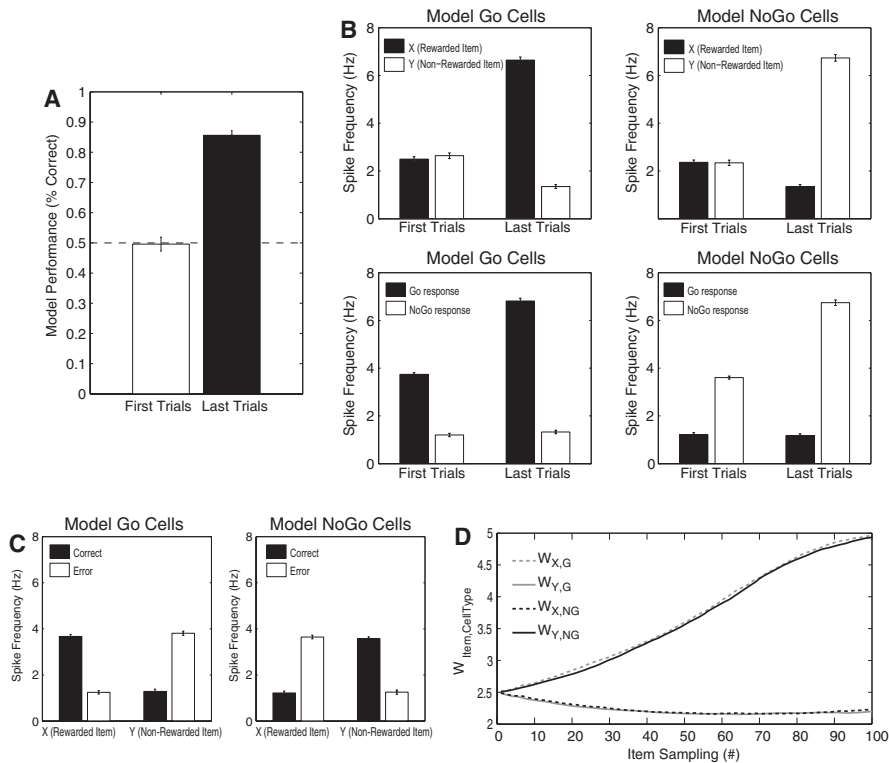 A
Model Performance (% Correct)
1
0.9
0.8
0.7
0.6
0.5
0.4
0.3
0.2
0.1
0
First Trials Last Trials
B
Model Go Cells
Spike Frequency (Hz)
8
6
4
2
0
X (Rewarded Item)
Y (Non-Rewarded Item)
First Trials Last Trials
Model NoGo Cells
Spike Frequency (Hz)
8
6
4
2
X (Rewarded Item)
Y (Non-Rewarded Item)
First Trials Last Trials
Model Go Cells
Spike Frequency (Hz)
8
6
4
2
0
Go response
NoGo response
First Trials Last Trials
Model NoGo Cells
Spike Frequency (Hz)
8
6
4
2
0
Go response
NoGo response
First Trials Last Trials
C
Model Go Cells
Spike Frequency (Hz)
8
6
4
2
0
Correct
Error
X (Rewarded Item) Y (Non-Rewarded Item)
Model NoGo Cells
Spike Frequency (Hz)
8
6
4
2
0
Correct
Error
X (Rewarded Item) Y (Non-Rewarded Item)
D
W Item,CellType
5
4.5
4
3.5
3
2.5
2
W X,G
W Y,G
W X,NG
W Y,NG
0 10 20 30 40 50 60 70 80 90 100
Item Sampling (#)